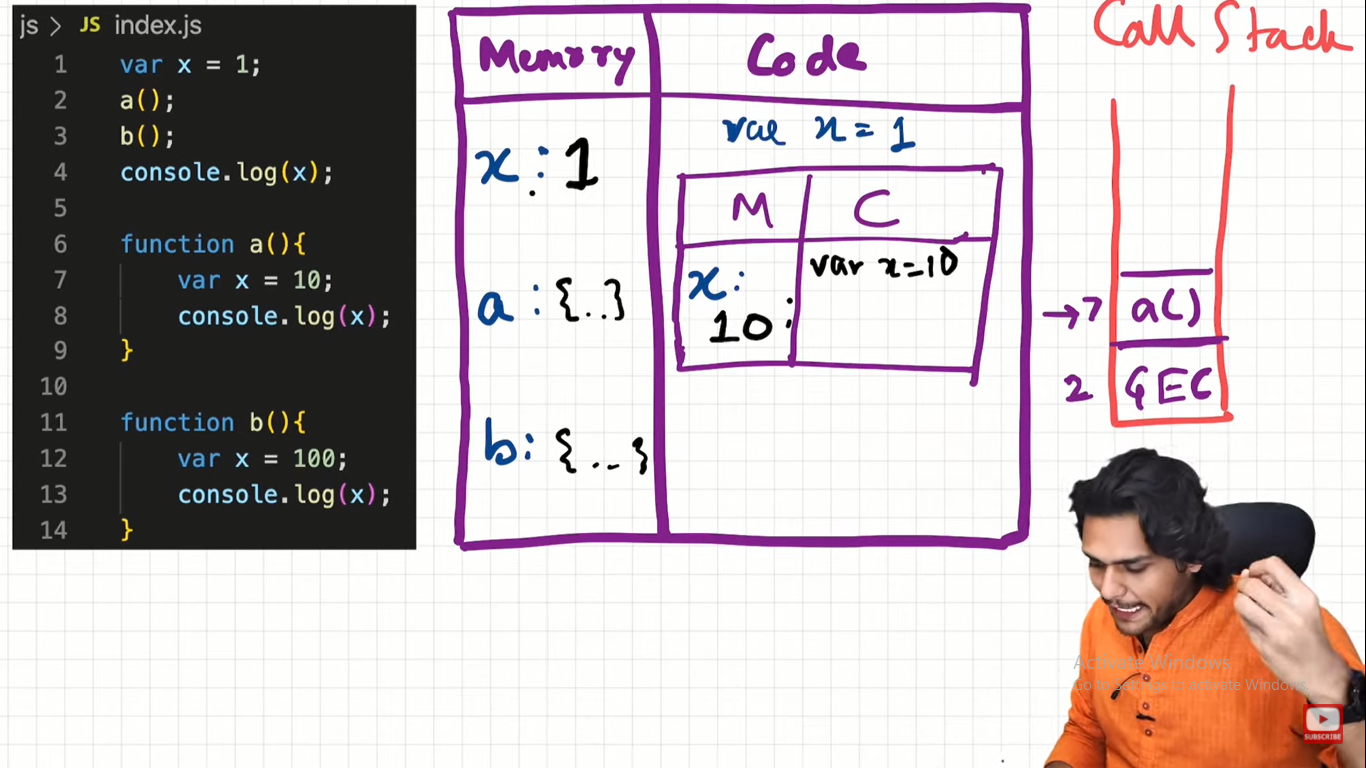 js > JS index.js
1 var x = 1;
2 a();
3 b();
4 console.log(x);
5
6 function a(){
7 var x = 10;
8 console.log(x);
9 }
10
11 function b(){
12 var x = 100;
13 console.log(x);
14 }
Memory
Code
x : 1
a : {..}
b : {...}
var x = 1
M
C
x :
10
var x=10
Call Stack
→7
a()
2
GEC
Activate Windows
Go to Settings to activate Windows.
SUBSCRIBE